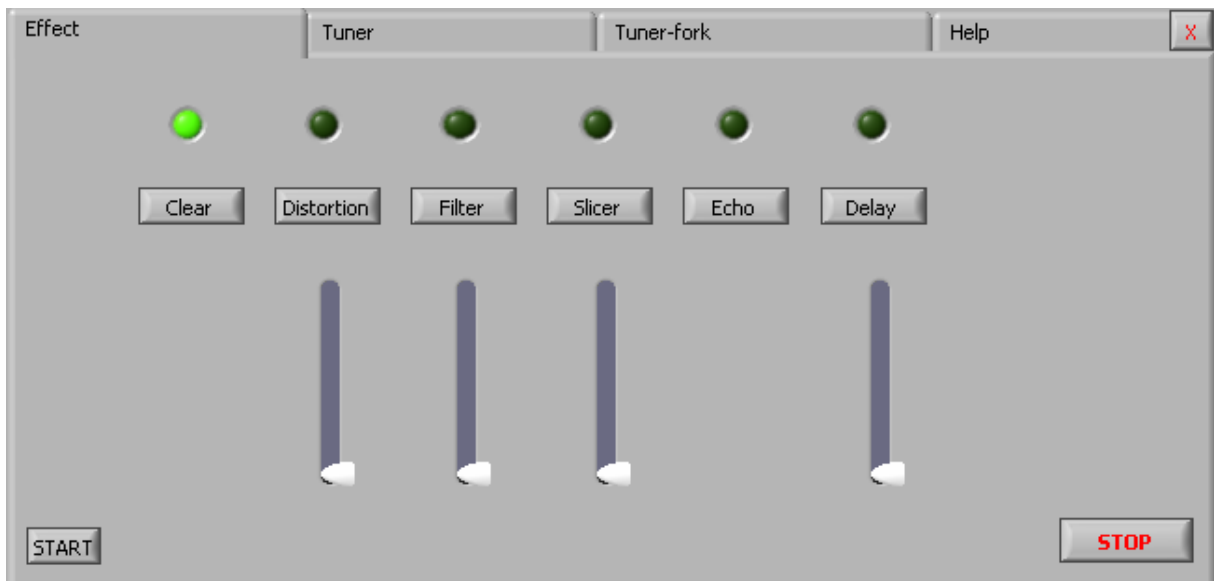 Effect Tuner Tuner-fork Help X
Clear Distortion Filter Slicer Echo Delay
START STOP